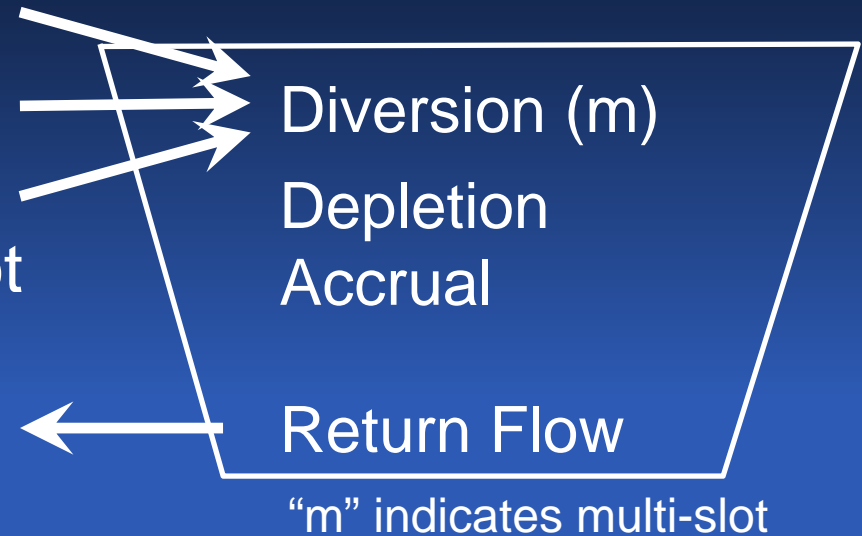 Diversion (m)
Depletion
Accrual
Return Flow
“m” indicates multi-slot